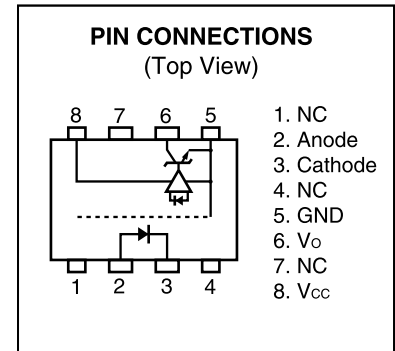 PIN CONNECTIONS
(Top View)
8 7 6 5
1 2 3 4
1. NC
2. Anode
3. Cathode
4. NC
5. GND
6. Vo
7. NC
8. Vcc